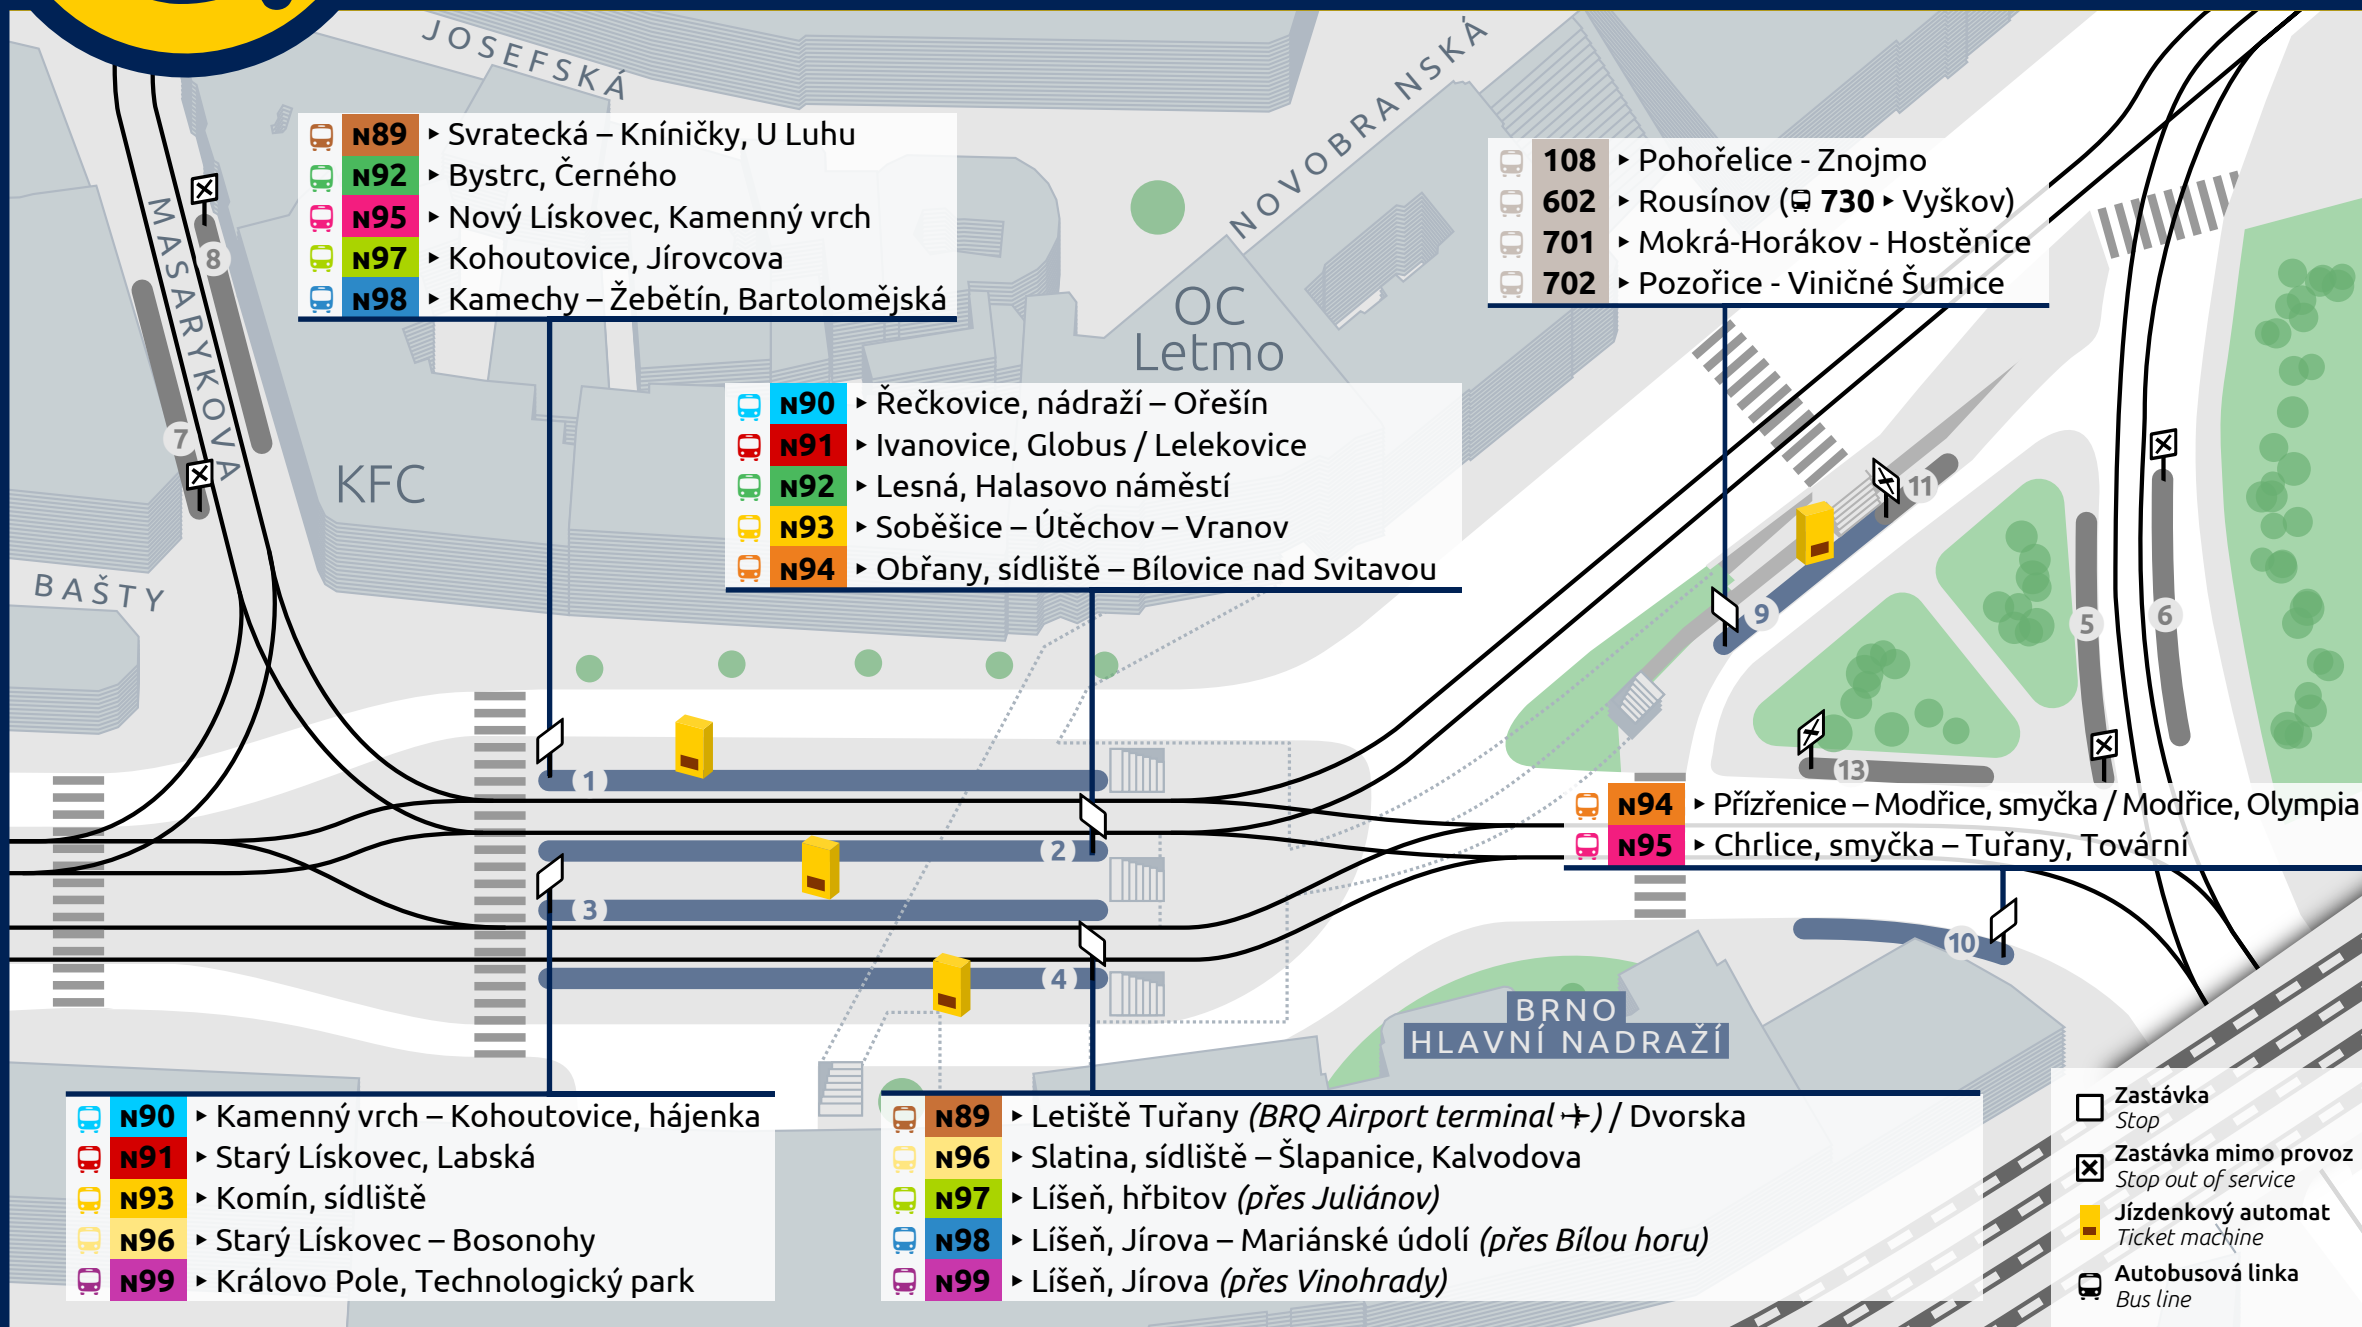 JOSEFSKÁ
NOVOBRANSKÁ
N89 ▸ Svratecká – Kníničky, U Luhu
N92 ▸ Bystrc, Černého
N95 ▸ Nový Lískovec, Kamenný vrch
N97 ▸ Kohoutovice, Jírovcova
N98 ▸ Kamechy – Žebětín, Bartolomějská
108 ▸ Pohořelice - Znojmo
602 ▸ Rousínov (730 ▸ Vyškov)
701 ▸ Mokrá-Horákov - Hostěnice
702 ▸ Pozořice - Viničné Šumice
MASARYKOVA
8
7
OC
Letmo
KFC
N90 ▸ Řečkovice, nádraží – Ořešín
N91 ▸ Ivanovice, Globus / Lelekovice
N92 ▸ Lesná, Halasovo náměstí
N93 ▸ Soběšice – Útěchov – Vranov
N94 ▸ Obřany, sídliště – Bílovice nad Svitavou
BAŠTY
11
9
5
6
13
1
2
3
4
N94 ▸ Přízřenice – Modřice, smyčka / Modřice, Olympia
N95 ▸ Chrlice, smyčka – Tuřany, Tovární
10
BRNO
HLAVNÍ NADRAŽÍ
N90 ▸ Kamenný vrch – Kohoutovice, hájenka
N91 ▸ Starý Lískovec, Labská
N93 ▸ Komín, sídliště
N96 ▸ Starý Lískovec – Bosonohy
N99 ▸ Královo Pole, Technologický park
N89 ▸ Letiště Tuřany (BRQ Airport terminal ✈) / Dvorska
N96 ▸ Slatina, sídliště – Šlapanice, Kalvodova
N97 ▸ Líšeň, hřbitov (přes Juliánov)
N98 ▸ Líšeň, Jírova – Mariánské údolí (přes Bílou horu)
N99 ▸ Líšeň, Jírova (přes Vinohrady)
Zastávka
Stop
Zastávka mimo provoz
Stop out of service
Jízdenkový automat
Ticket machine
Autobusová linka
Bus line